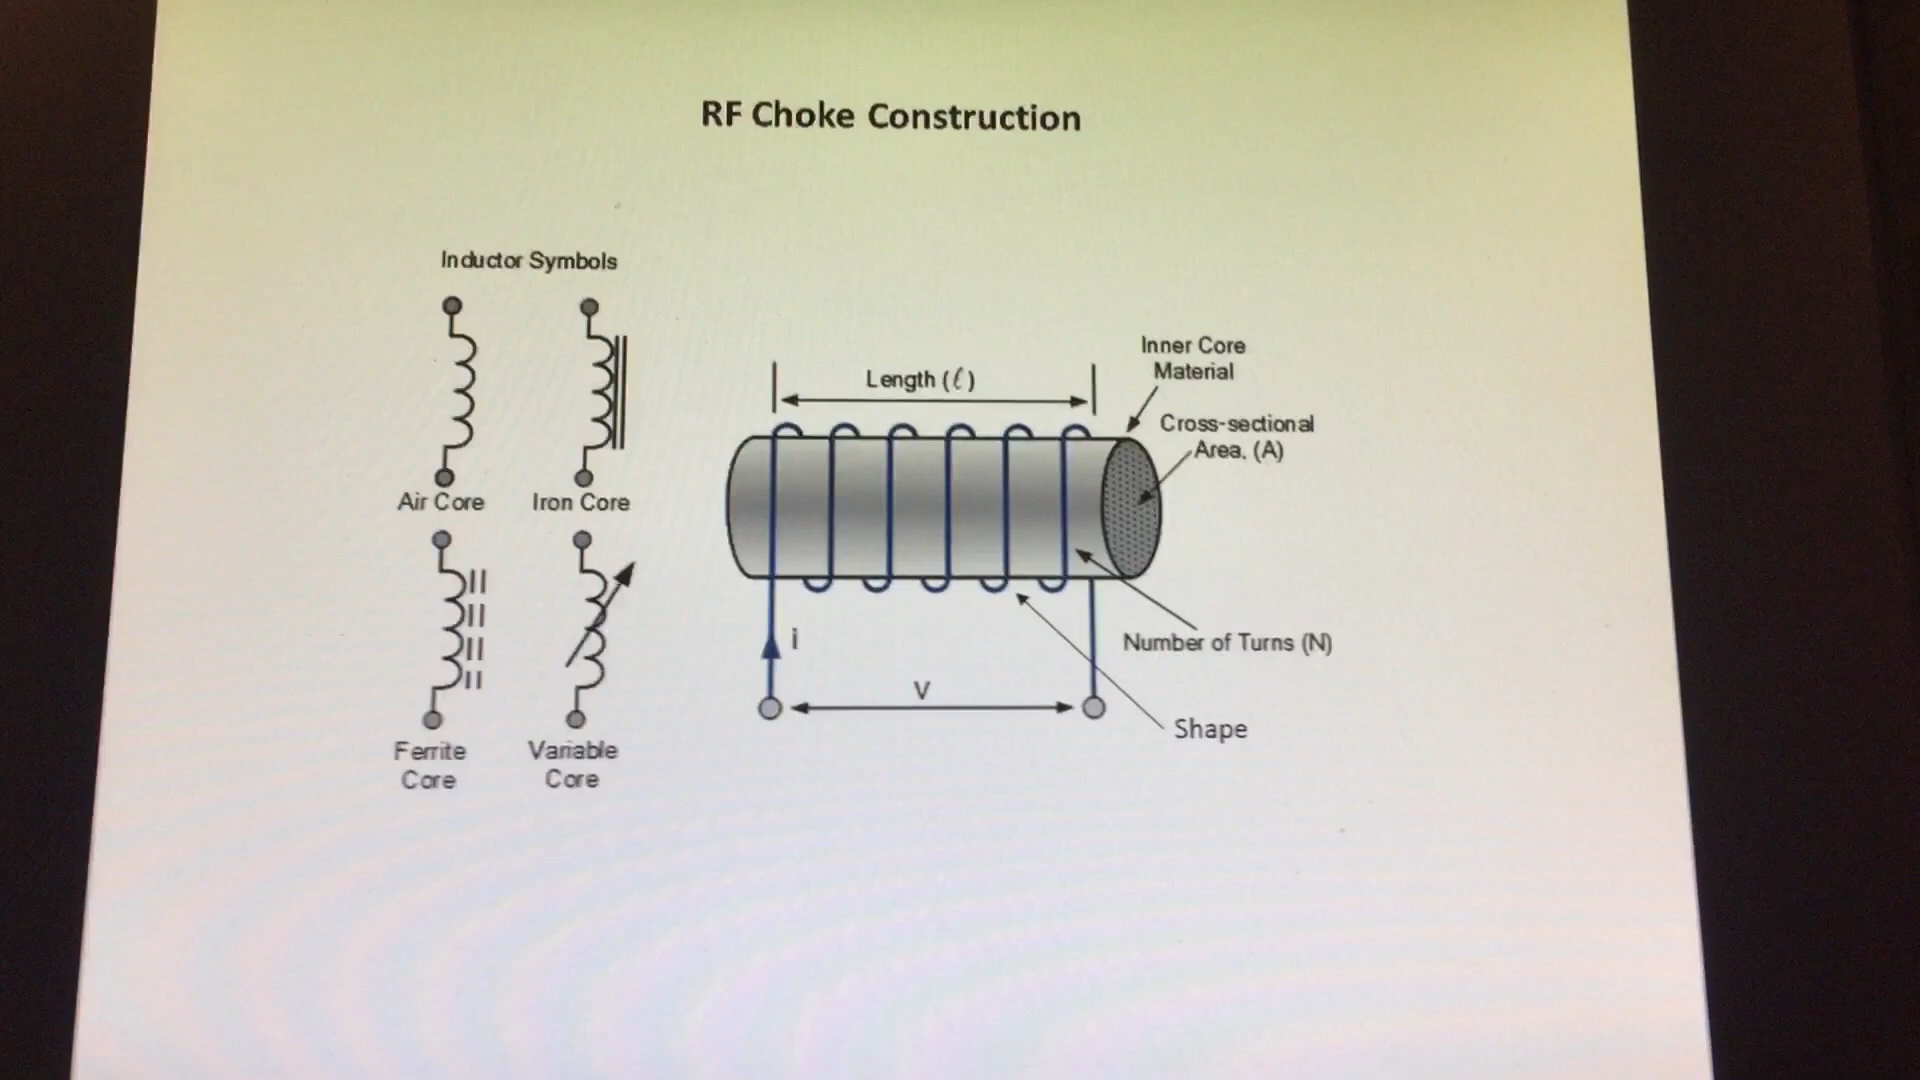 RF Choke Construction
Inductor Symbols
Air Core
Iron Core
Ferrite
Core
Variable
Core
Length (ℓ)
Inner Core
Material
Cross-sectional
Area, (A)
i
V
Number of Turns (N)
Shape